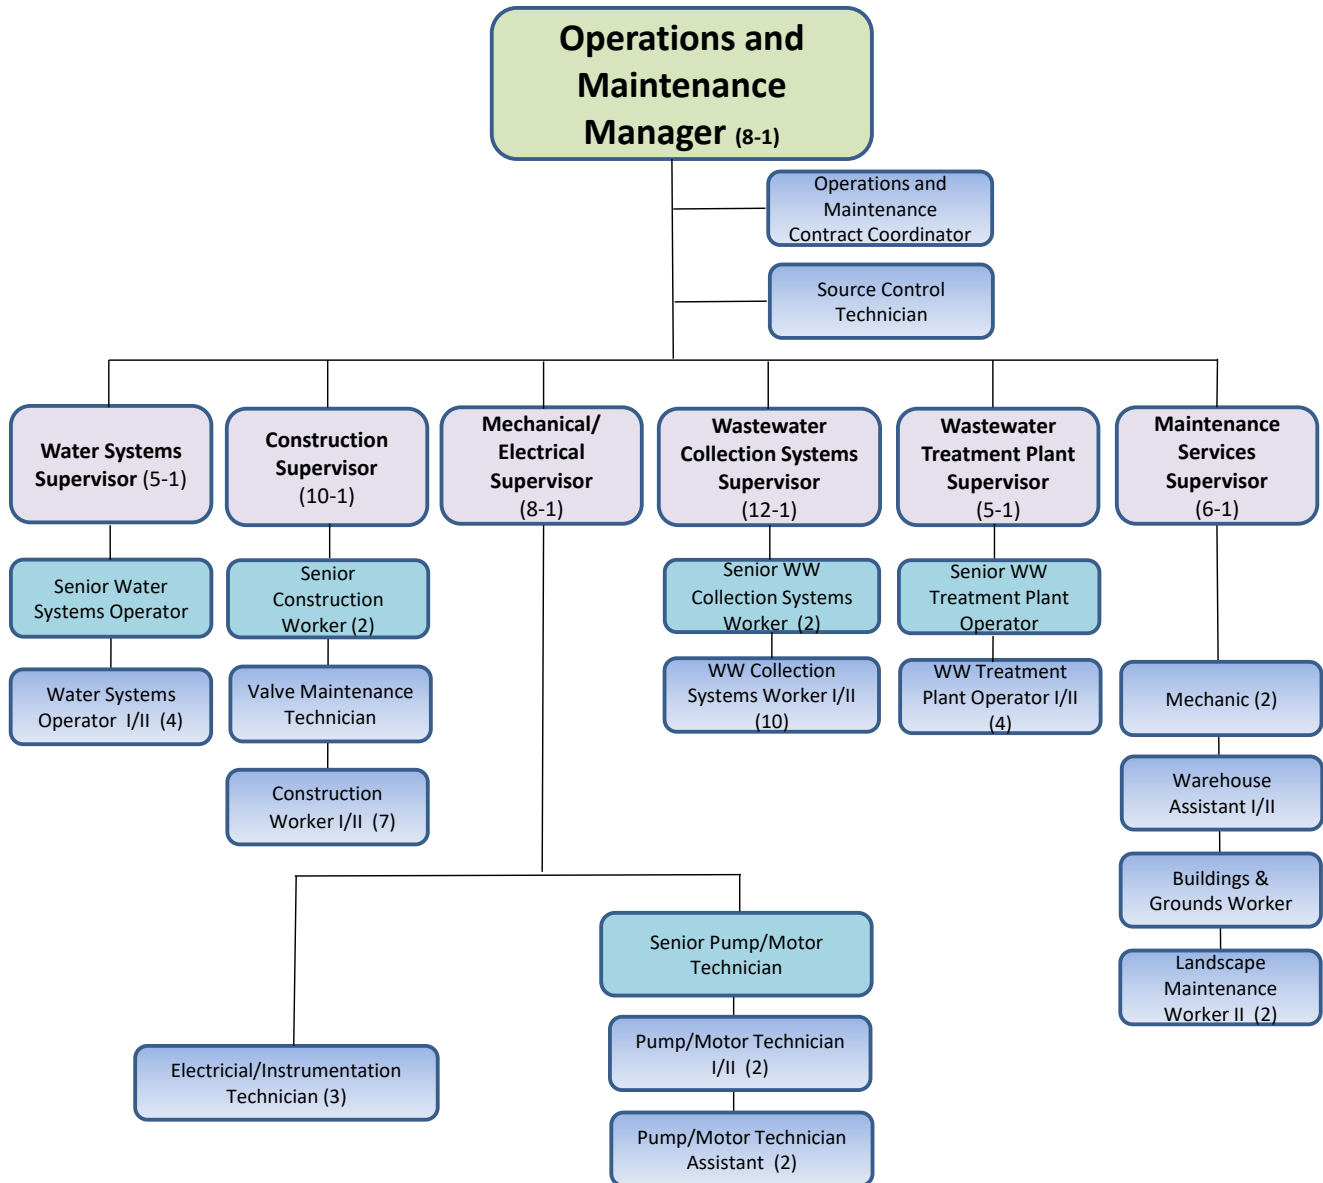 Operations and
Maintenance
Manager (8-1)
Operations and
Maintenance
Contract Coordinator
Source Control
Technician
Water Systems
Supervisor (5-1)
Construction
Supervisor
(10-1)
Mechanical/
Electrical
Supervisor
(8-1)
Wastewater
Collection Systems
Supervisor
(12-1)
Wastewater
Treatment Plant
Supervisor
(5-1)
Maintenance
Services
Supervisor
(6-1)
Senior Water
Systems Operator
Senior
Construction
Worker (2)
Senior WW
Collection Systems
Worker (2)
Senior WW
Treatment Plant
Operator
Water Systems
Operator I/II (4)
Valve Maintenance
Technician
WW Collection
Systems Worker I/II
(10)
WW Treatment
Plant Operator I/II
(4)
Mechanic (2)
Construction
Worker I/II (7)
Warehouse
Assistant I/II
Buildings &
Grounds Worker
Senior Pump/Motor
Technician
Landscape
Maintenance
Worker II (2)
Electricial/Instrumentation
Technician (3)
Pump/Motor Technician
I/II (2)
Pump/Motor Technician
Assistant (2)